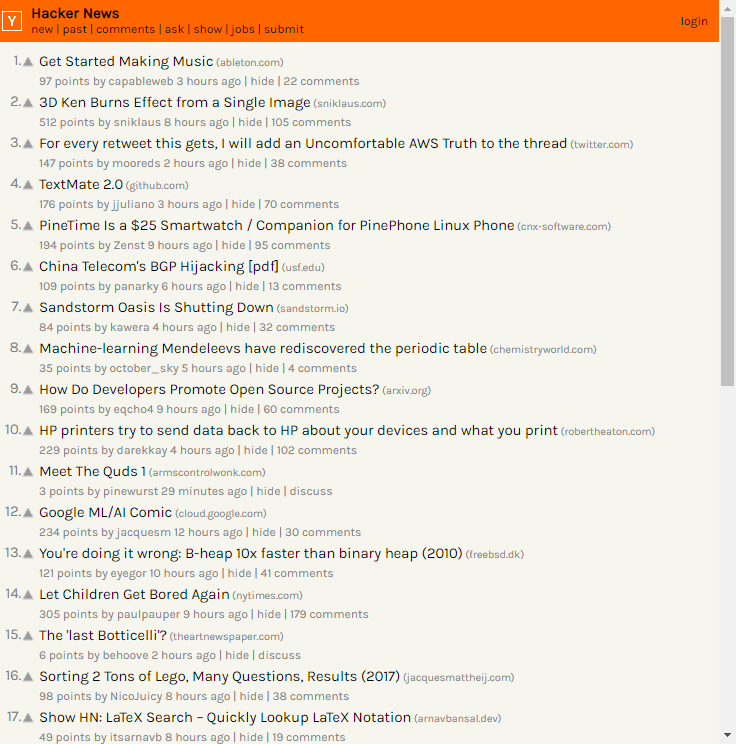 Y Hacker News
new | past | comments | ask | show | jobs | submit login
1. Get Started Making Music (ableton.com)
97 points by capableweb 3 hours ago | hide | 22 comments
2. 3D Ken Burns Effect from a Single Image (sniklaus.com)
512 points by sniklaus 8 hours ago | hide | 105 comments
3. For every retweet this gets, I will add an Uncomfortable AWS Truth to the thread (twitter.com)
147 points by mooreds 2 hours ago | hide | 38 comments
4. TextMate 2.0 (github.com)
176 points by jjuliano 3 hours ago | hide | 70 comments
5. PineTime Is a $25 Smartwatch / Companion for PinePhone Linux Phone (cnx-software.com)
194 points by Zenst 9 hours ago | hide | 95 comments
6. China Telecom's BGP Hijacking [pdf] (usf.edu)
109 points by panarky 6 hours ago | hide | 13 comments
7. Sandstorm Oasis Is Shutting Down (sandstorm.io)
84 points by kawera 4 hours ago | hide | 32 comments
8. Machine-learning Mendeleevs have rediscovered the periodic table (chemistryworld.com)
35 points by october_sky 5 hours ago | hide | 4 comments
9. How Do Developers Promote Open Source Projects? (arxiv.org)
169 points by eqcho4 9 hours ago | hide | 60 comments
10. HP printers try to send data back to HP about your devices and what you print (robertheaton.com)
229 points by darekkay 4 hours ago | hide | 102 comments
11. Meet The Quds 1 (armscontrolwonk.com)
3 points by pinewurst 29 minutes ago | hide | discuss
12. Google ML/AI Comic (cloud.google.com)
234 points by jacquesm 12 hours ago | hide | 30 comments
13. You're doing it wrong: B-heap 10x faster than binary heap (2010) (freebsd.dk)
121 points by eyegor 10 hours ago | hide | 41 comments
14. Let Children Get Bored Again (nytimes.com)
305 points by paulpauper 9 hours ago | hide | 179 comments
15. The 'last Botticelli'? (theartnewspaper.com)
6 points by behoove 2 hours ago | hide | discuss
16. Sorting 2 Tons of Lego, Many Questions, Results (2017) (jacquesmattheij.com)
98 points by NicoJuicy 8 hours ago | hide | 38 comments
17. Show HN: LaTeX Search – Quickly Lookup LaTeX Notation (arnavbansal.dev)
49 points by itsarnavb 8 hours ago | hide | 19 comments